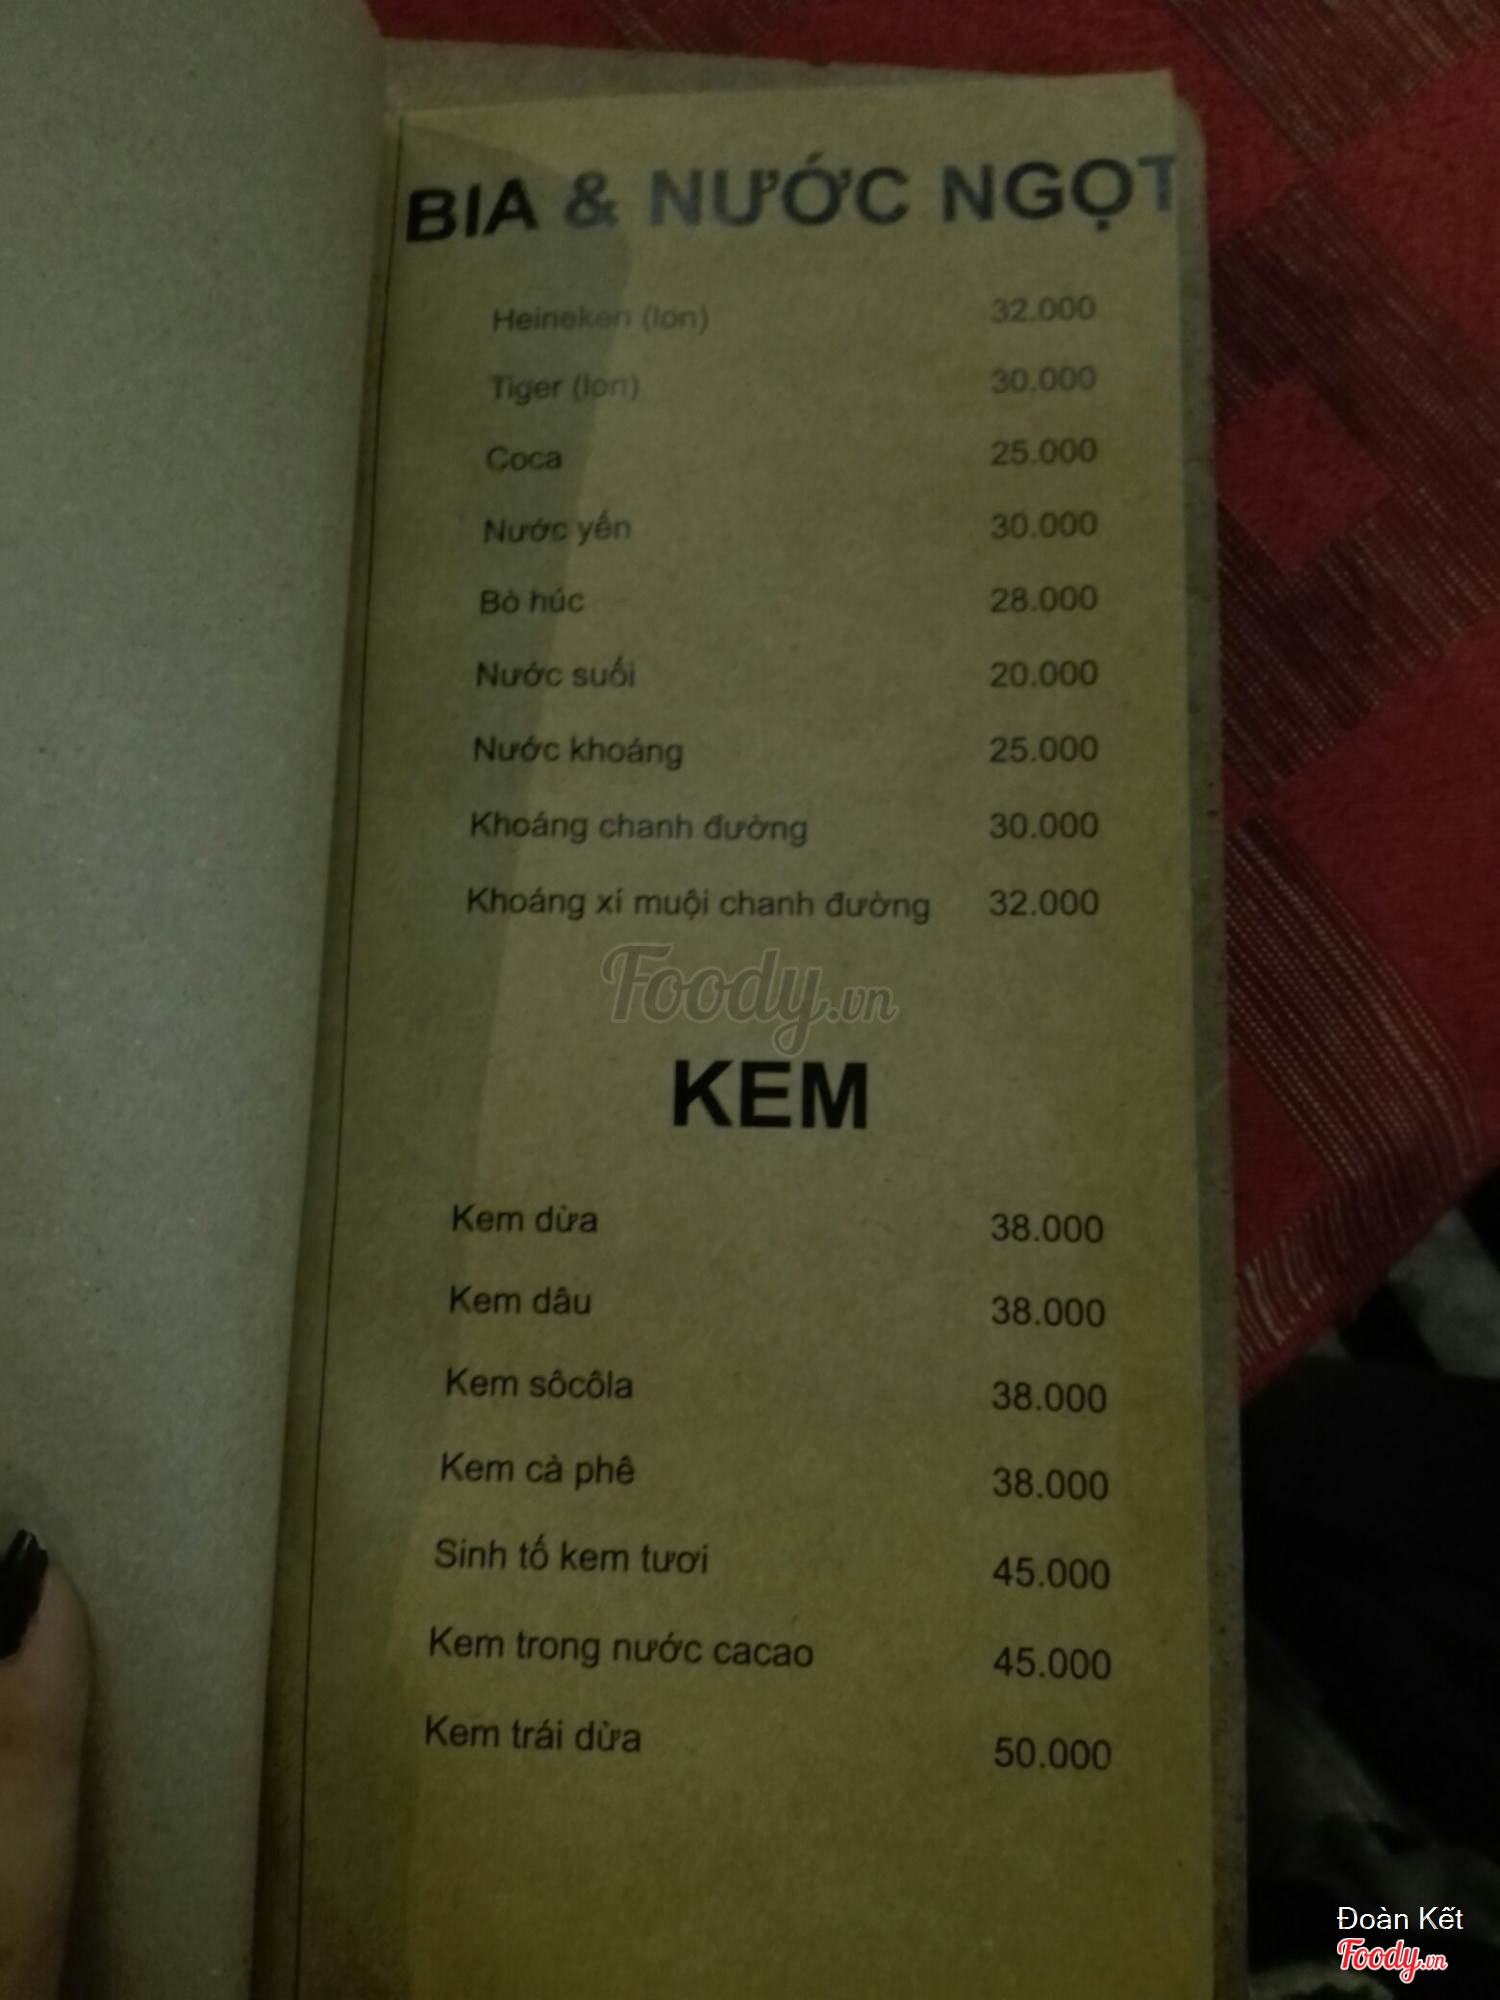 BIA & NƯỚC NGỌT
Heineken (lon) 32.000
Tiger (lon) 30.000
Coca 25.000
Nước yến 30.000
Bò húc 28.000
Nước suối 20.000
Nước khoáng 25.000
Khoáng chanh đường 30.000
Khoáng xí muội chanh đường 32.000
Foody.vn
KEM
Kem dừa 38.000
Kem dâu 38.000
Kem sôcôla 38.000
Kem cà phê 38.000
Sinh tố kem tươi 45.000
Kem trong nước cacao 45.000
Kem trái dừa 50.000
Đoàn Kết
Foody.vn